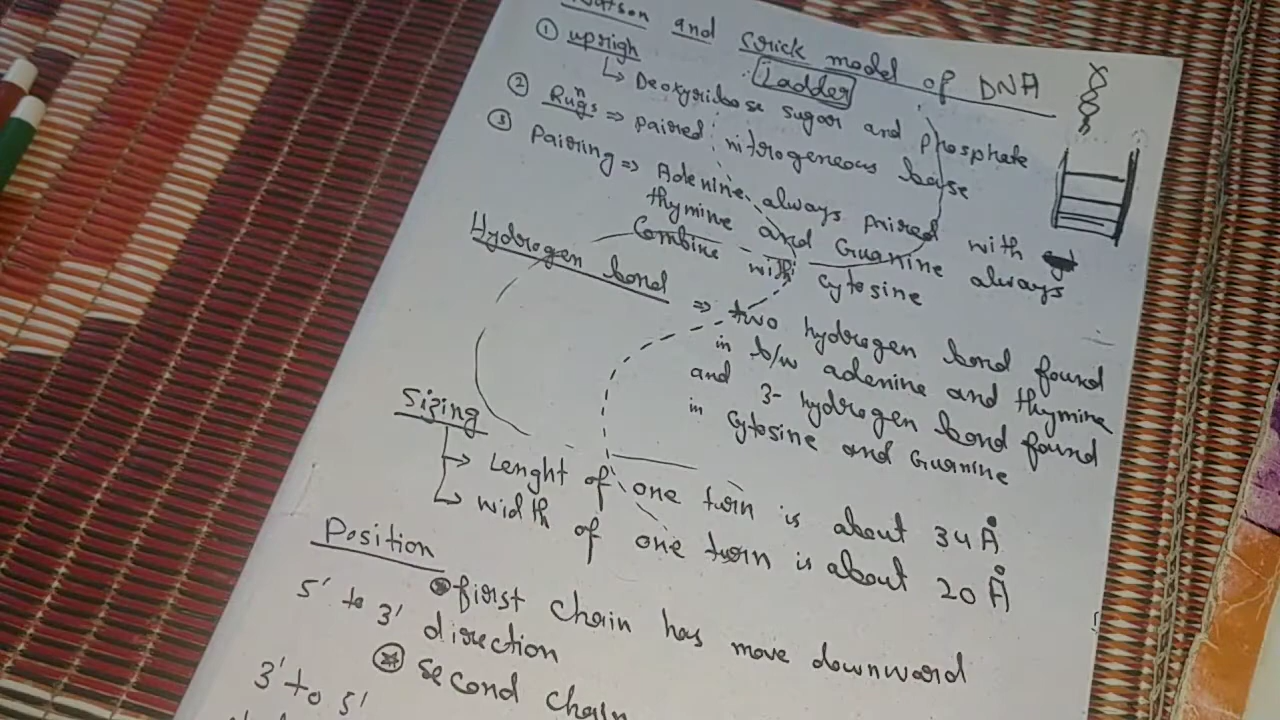 Watson and Crick model of DNA
Ladder
① uprigh
↳ Deoxyribose sugar and phosphate
② Rungs ⇒ paired nitrogeneous base
③ Pairing ⇒ Adenine always paired with
thymine and Guanine always
Combine with cytosine
Hydrogen bond
⇒ two hydrogen bond found
in b/w adenine and thymine
and 3- hydrogen bond found
in Cytosine and Guanine
Sizing
→ Lenght of one turn is about 34 Å
↳ width of one turn is about 20 Å
Position
first chain has move downward
5' to 3' direction
second chain
3' to 5'